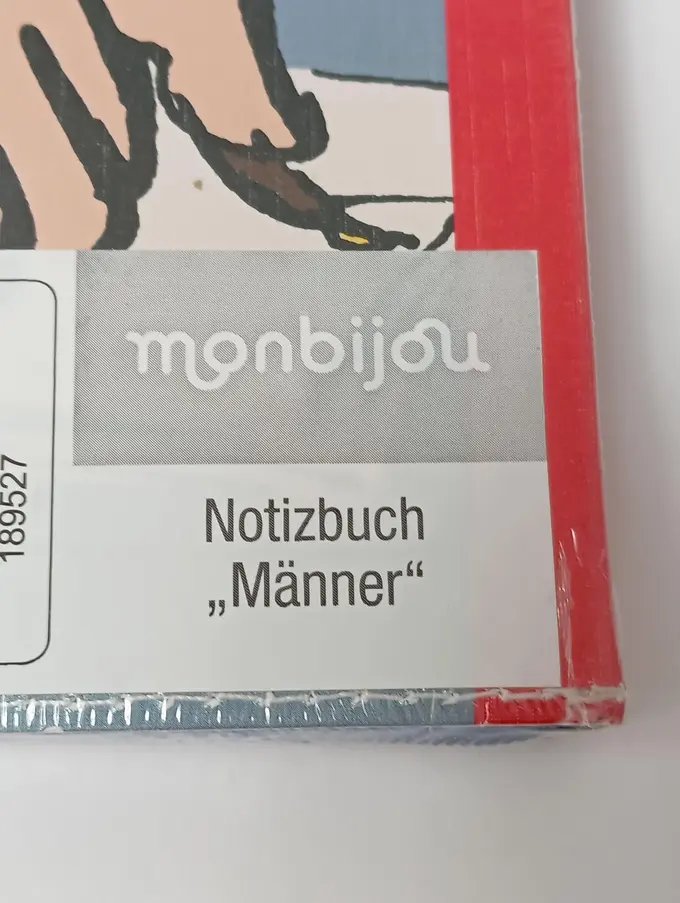 monbijou
Notizbuch
„Männer“
189527